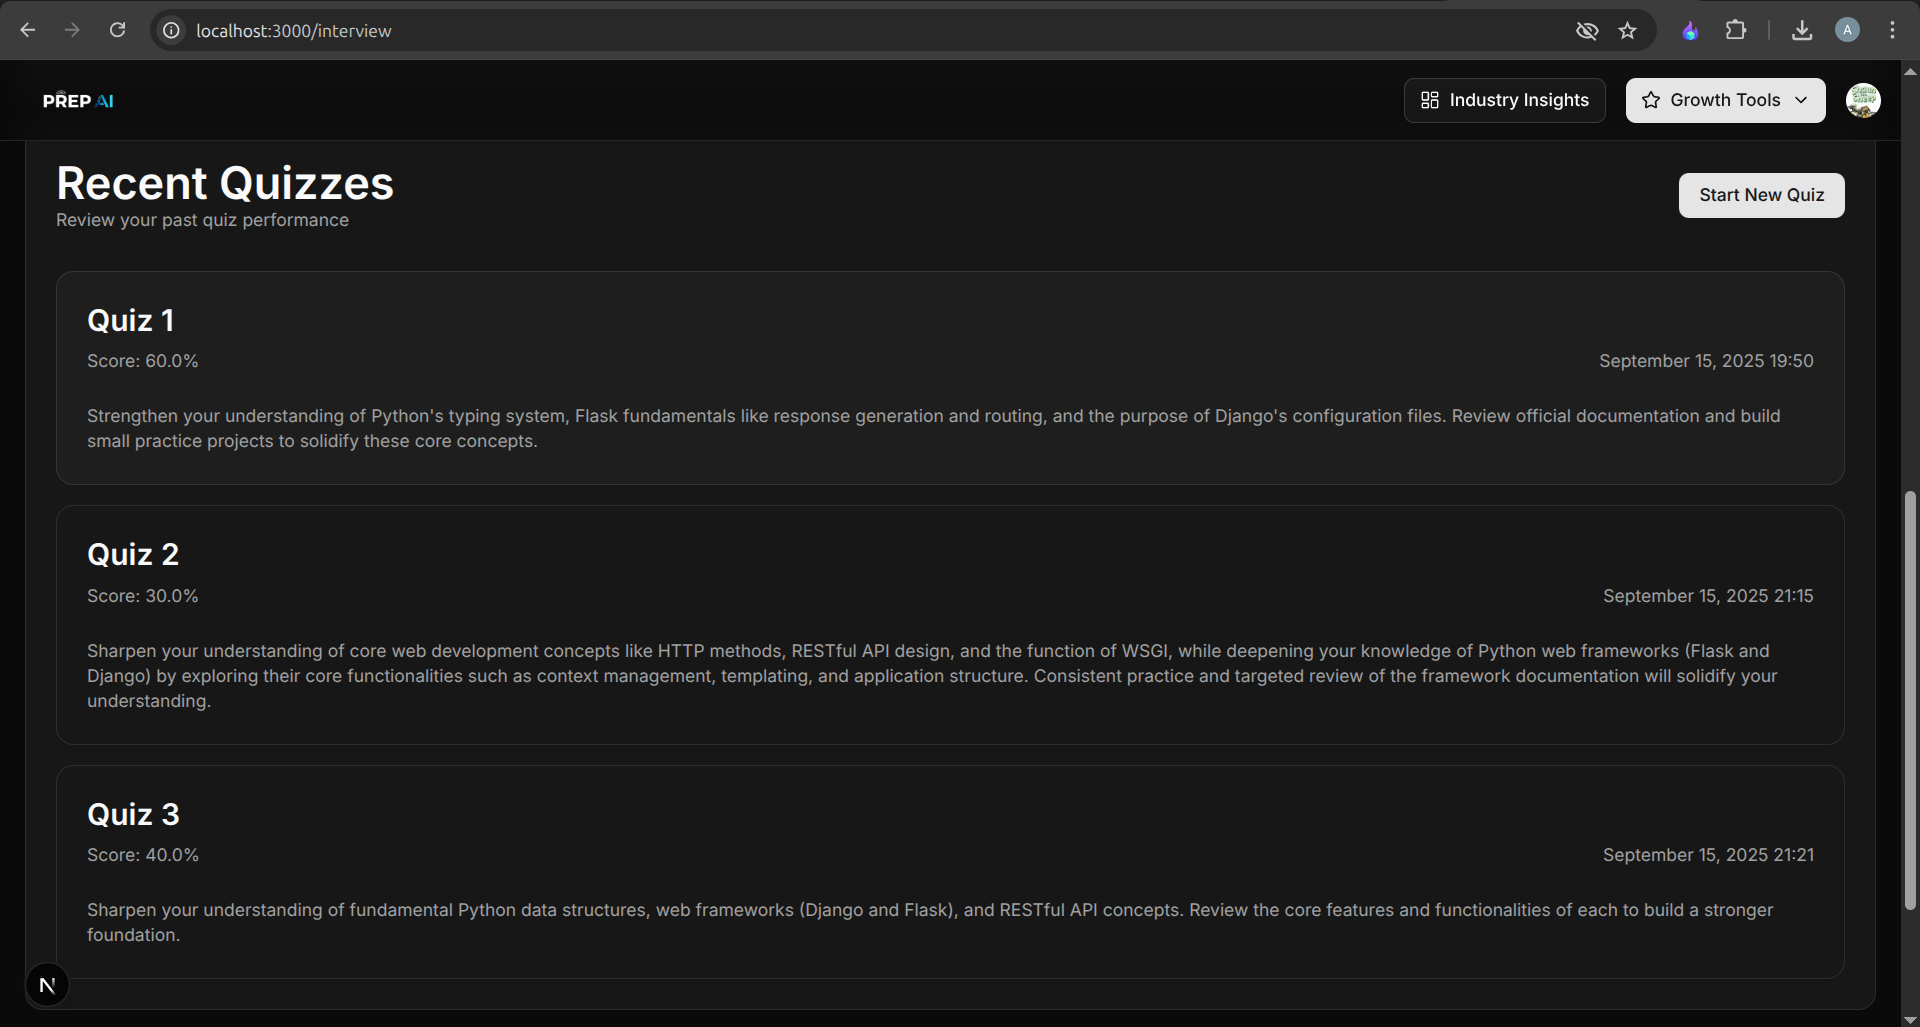 localhost:3000/interview
A
PREP AI
Industry Insights
Growth Tools
Recent Quizzes
Start New Quiz
Review your past quiz performance
Quiz 1
Score: 60.0%
September 15, 2025 19:50
Strengthen your understanding of Python's typing system, Flask fundamentals like response generation and routing, and the purpose of Django's configuration files. Review official documentation and build
small practice projects to solidify these core concepts.
Quiz 2
Score: 30.0%
September 15, 2025 21:15
Sharpen your understanding of core web development concepts like HTTP methods, RESTful API design, and the function of WSGI, while deepening your knowledge of Python web frameworks (Flask and
Django) by exploring their core functionalities such as context management, templating, and application structure. Consistent practice and targeted review of the framework documentation will solidify your
understanding.
Quiz 3
Score: 40.0%
September 15, 2025 21:21
Sharpen your understanding of fundamental Python data structures, web frameworks (Django and Flask), and RESTful API concepts. Review the core features and functionalities of each to build a stronger
foundation.
N